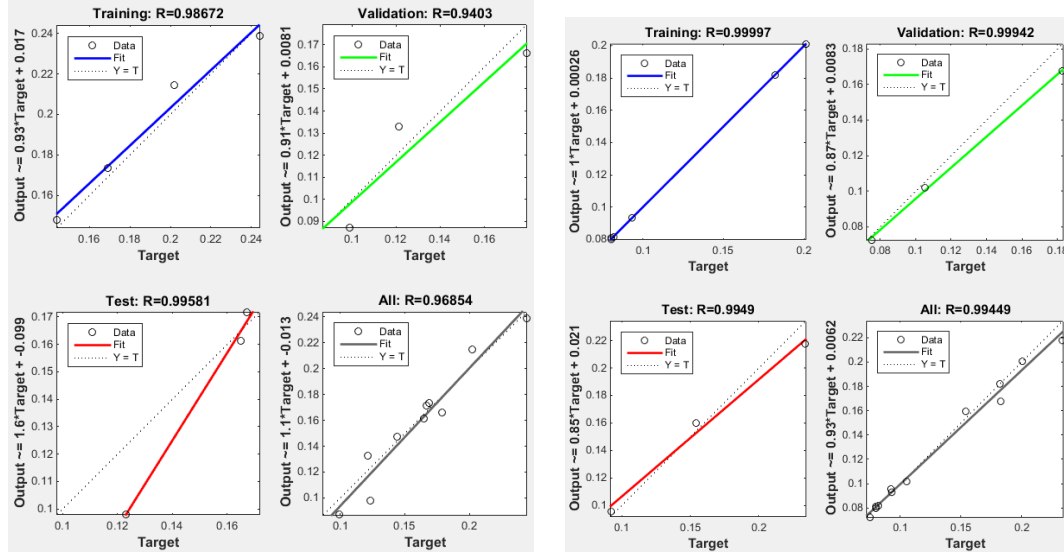 Training: R=0.98672
Output ~= 0.93*Target + 0.017
0.24
0.22
0.2
0.18
0.16
Data
Fit
Y = T
0.16 0.18 0.2 0.22 0.24
Target
Validation: R=0.9403
Output ~= 0.91*Target + 0.0081
0.17
0.15
0.13
0.11
0.09
Data
Fit
Y = T
0.1 0.12 0.14 0.16
Target
Test: R=0.99581
Output ~= 1.6*Target + -0.099
0.17
0.16
0.15
0.14
0.13
0.12
0.11
0.1
Data
Fit
Y = T
0.1 0.12 0.14 0.16
Target
All: R=0.96854
Output ~= 1.1*Target + -0.013
0.24
0.22
0.2
0.18
0.16
0.14
0.12
0.1
Data
Fit
Y = T
0.1 0.15 0.2
Target
Training: R=0.99997
Output ~= 1*Target + 0.00026
0.2
0.18
0.16
0.14
0.12
0.1
0.08
Data
Fit
Y = T
0.1 0.15 0.2
Target
Validation: R=0.99942
Output ~= 0.87*Target + 0.0083
0.18
0.16
0.14
0.12
0.1
0.08
Data
Fit
Y = T
0.08 0.1 0.12 0.14 0.16 0.18
Target
Test: R=0.9949
Output ~= 0.85*Target + 0.021
0.22
0.2
0.18
0.16
0.14
0.12
0.1
Data
Fit
Y = T
0.1 0.15 0.2
Target
All: R=0.99449
Output ~= 0.93*Target + 0.0062
0.22
0.2
0.18
0.16
0.14
0.12
0.1
0.08
Data
Fit
Y = T
0.1 0.15 0.2
Target